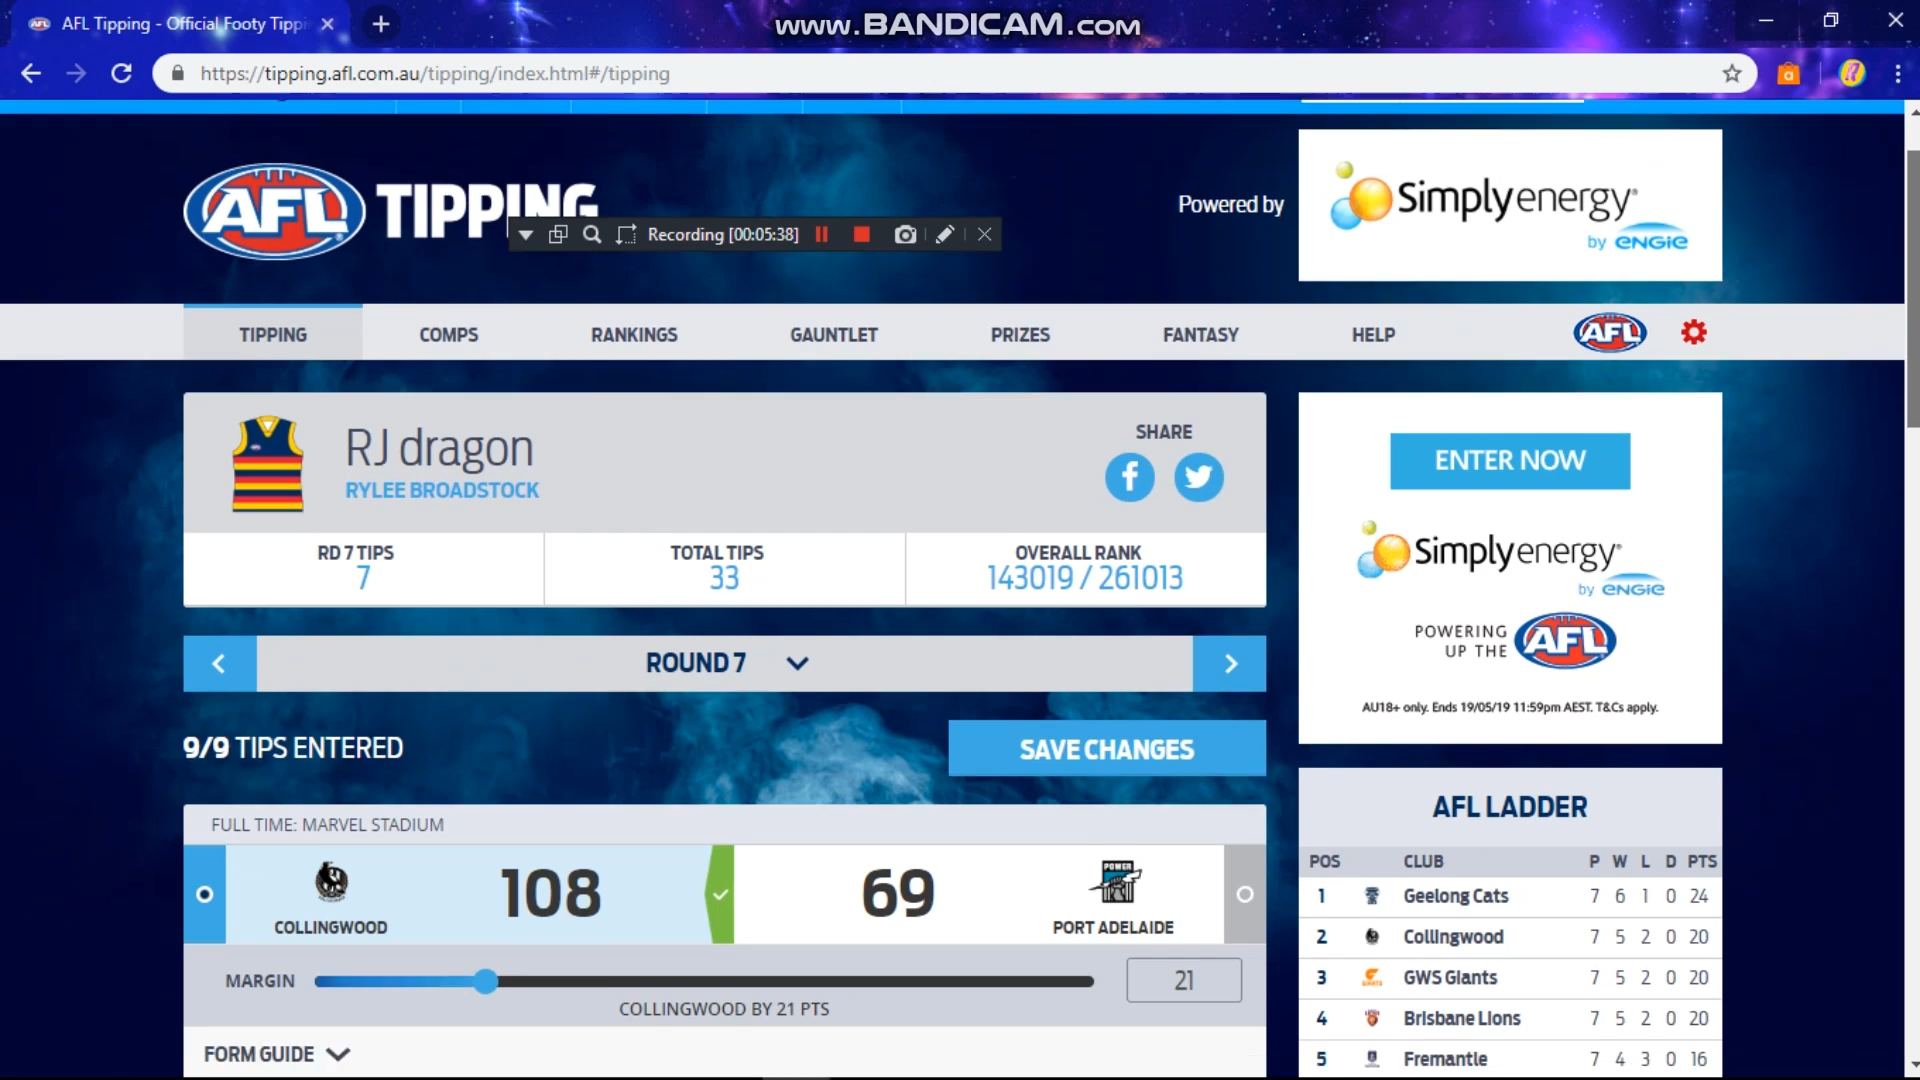 AFL Tipping - Official Footy Tippi
www.BANDICAM.com
https://tipping.afl.com.au/tipping/index.html#/tipping
AFL TIPPING
Recording [00:05:38]
Powered by
Simplyenergy
by ENGIE
TIPPING COMPS RANKINGS GAUNTLET PRIZES FANTASY HELP AFL
RJ dragon
RYLEE BROADSTOCK
SHARE
RD 7 TIPS
7
TOTAL TIPS
33
OVERALL RANK
143019 / 261013
ROUND 7
9/9 TIPS ENTERED
SAVE CHANGES
FULL TIME: MARVEL STADIUM
COLLINGWOOD
108
69
POWER
PORT ADELAIDE
MARGIN
21
COLLINGWOOD BY 21 PTS
FORM GUIDE
ENTER NOW
Simplyenergy
by ENGIE
POWERING
UP THE
AFL
AU18+ only. Ends 19/05/19 11:59pm AEST. T&Cs apply.
AFL LADDER
POS CLUB P W L D PTS
1 Geelong Cats 7 6 1 0 24
2 Collingwood 7 5 2 0 20
3 GWS Giants 7 5 2 0 20
4 Brisbane Lions 7 5 2 0 20
5 Fremantle 7 4 3 0 16